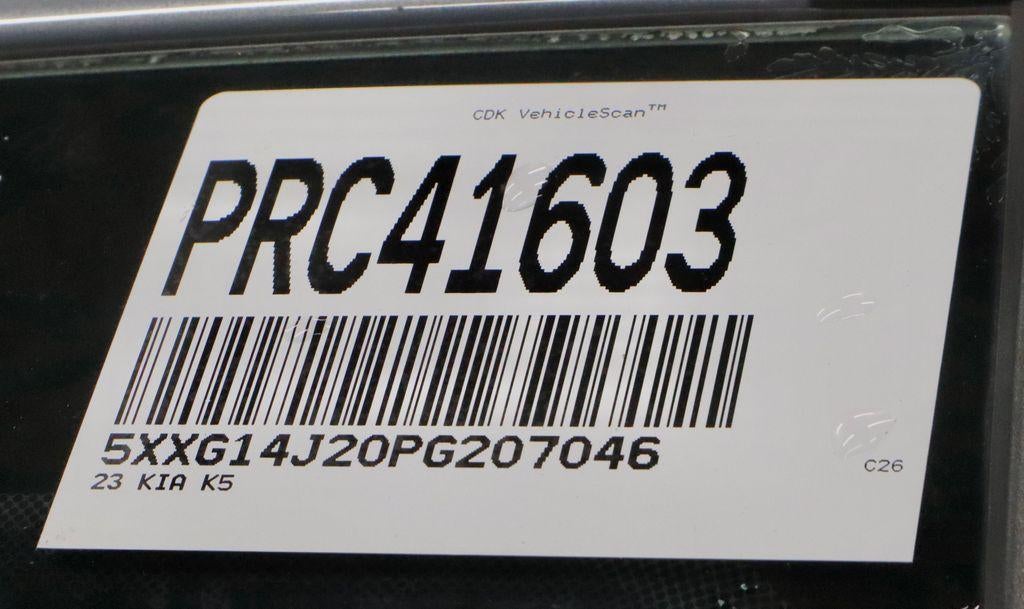 CDK VehicleScan™
PRC41603
5XXG14J20PG207046
23 KIA K5
C26